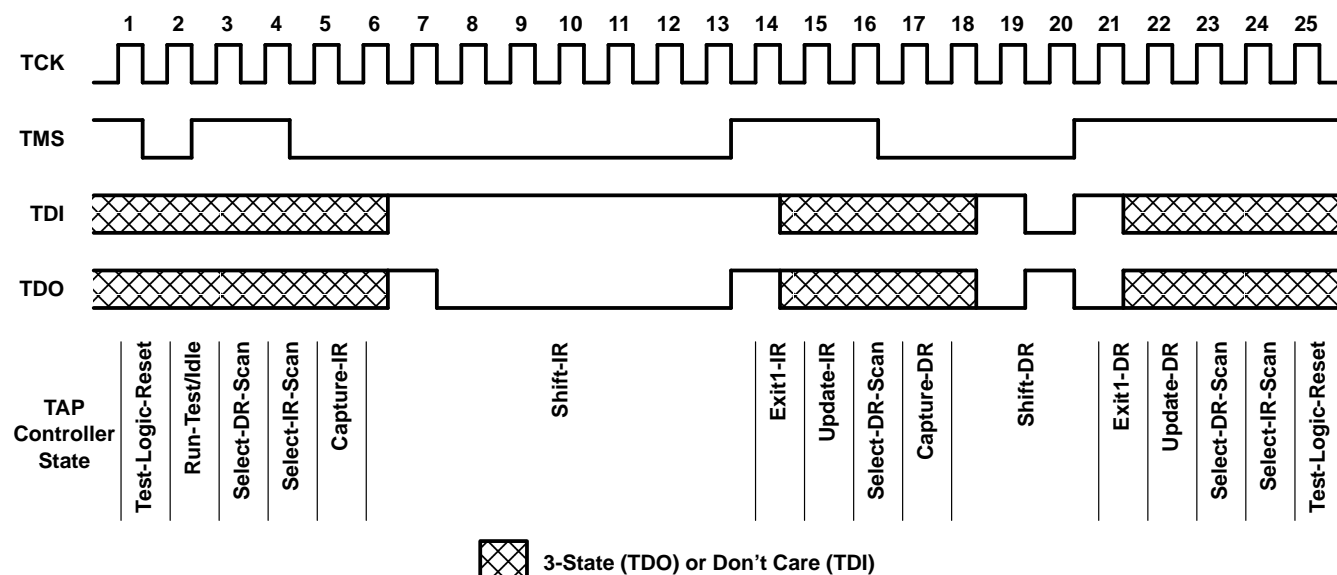 1 2 3 4 5 6 7 8 9 10 11 12 13 14 15 16 17 18 19 20 21 22 23 24 25
TCK
TMS
TDI
TDO
TAP
Controller
State
Test-Logic-Reset
Run-Test/Idle
Select-DR-Scan
Select-IR-Scan
Capture-IR
Shift-IR
Exit1-IR
Update-IR
Select-DR-Scan
Capture-DR
Shift-DR
Exit1-DR
Update-DR
Select-DR-Scan
Select-IR-Scan
Test-Logic-Reset
3-State (TDO) or Don't Care (TDI)